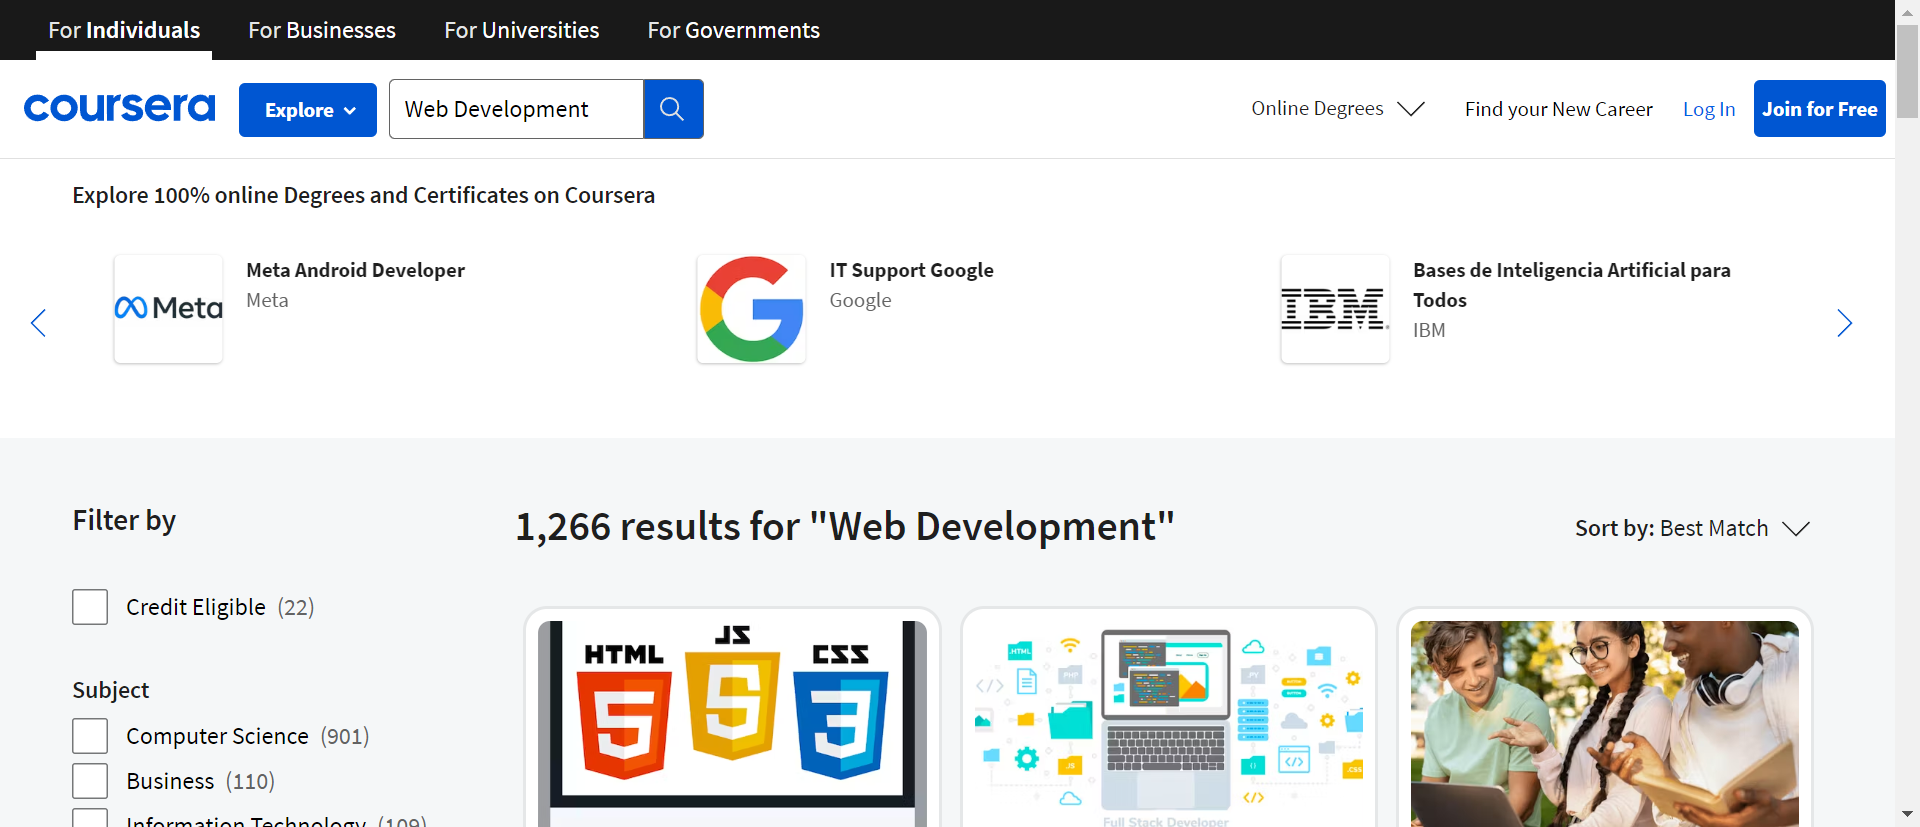 For Individuals For Businesses For Universities For Governments
coursera Explore Web Development Online Degrees Find your New Career Log In Join for Free
Explore 100% online Degrees and Certificates on Coursera
Meta
Meta Android Developer
Meta
IT Support Google
Google
IBM
Bases de Inteligencia Artificial para
Todos
IBM
Filter by
1,266 results for "Web Development"
Sort by: Best Match
Credit Eligible (22)
Subject
Computer Science (901)
Business (110)
Information Technology (109)
HTML JS CSS
5 5 3
.HTML
PHP
.PY
</>
.JS
</>
.CSS
</>
Full Stack Developer